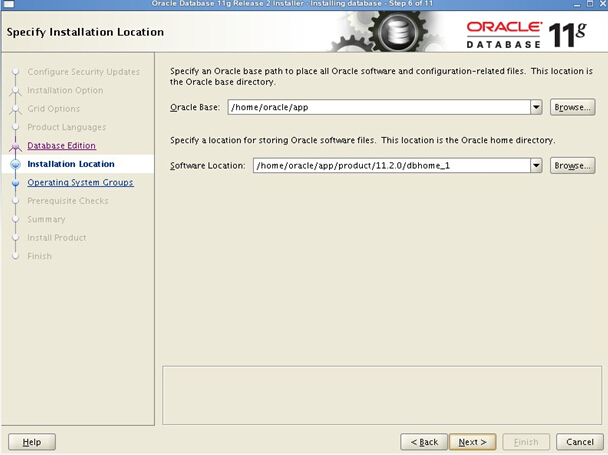 Oracle Database 11g Release 2 Installer - Installing database - Step 6 of 11
Specify Installation Location
ORACLE
DATABASE
11g
Configure Security Updates
Installation Option
Grid Options
Product Languages
Database Edition
Installation Location
Operating System Groups
Prerequisite Checks
Summary
Install Product
Finish
Specify an Oracle base path to place all Oracle software and configuration-related files. This location is
the Oracle base directory.
Oracle Base: /home/oracle/app Browse...
Specify a location for storing Oracle software files. This location is the Oracle home directory.
Software Location: /home/oracle/app/product/11.2.0/dbhome_1 Browse...
Help < Back Next > Finish Cancel